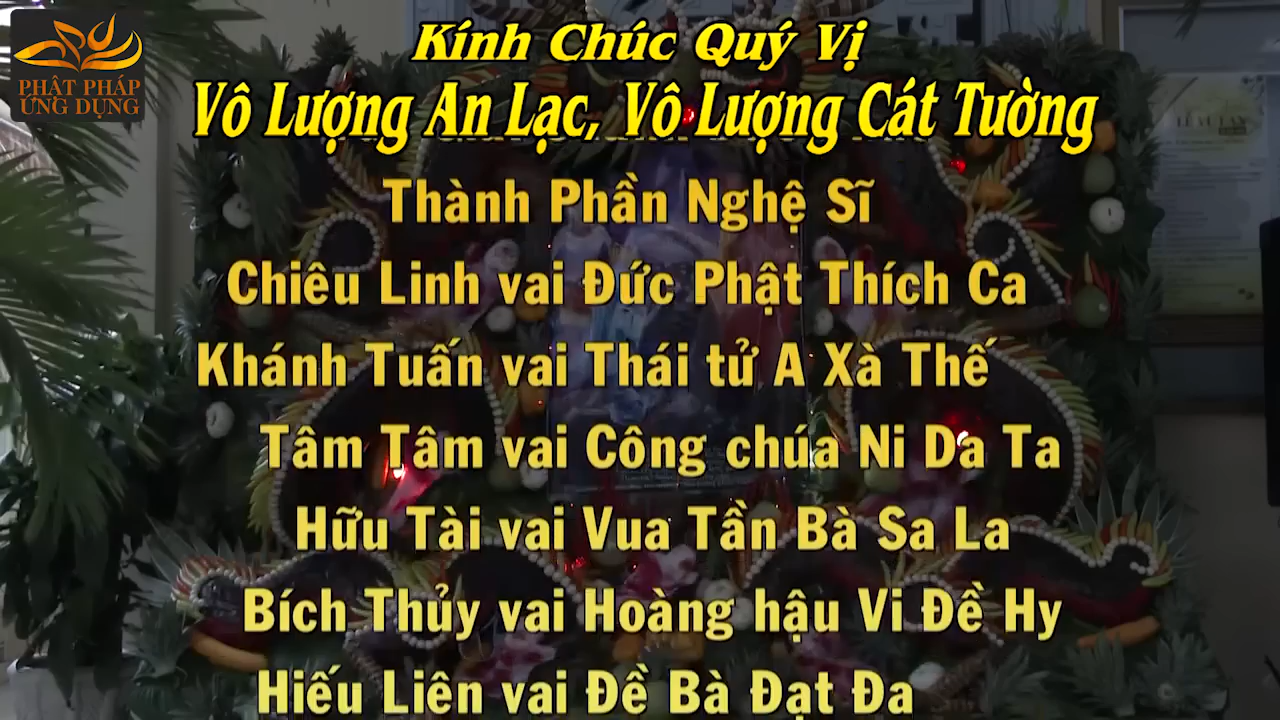 PHẬT PHÁP
ỨNG DỤNG
Kính Chúc Quý Vị
Vô Lượng An Lạc, Vô Lượng Cát Tường
Thành Phần Nghệ Sĩ
Chiêu Linh vai Đức Phật Thích Ca
Khánh Tuấn vai Thái tử A Xà Thế
Tâm Tâm vai Công chúa Ni Da Ta
Hữu Tài vai Vua Tần Bà Sa La
Bích Thủy vai Hoàng hậu Vi Đề Hy
Hiếu Liên vai Đề Bà Đạt Đa